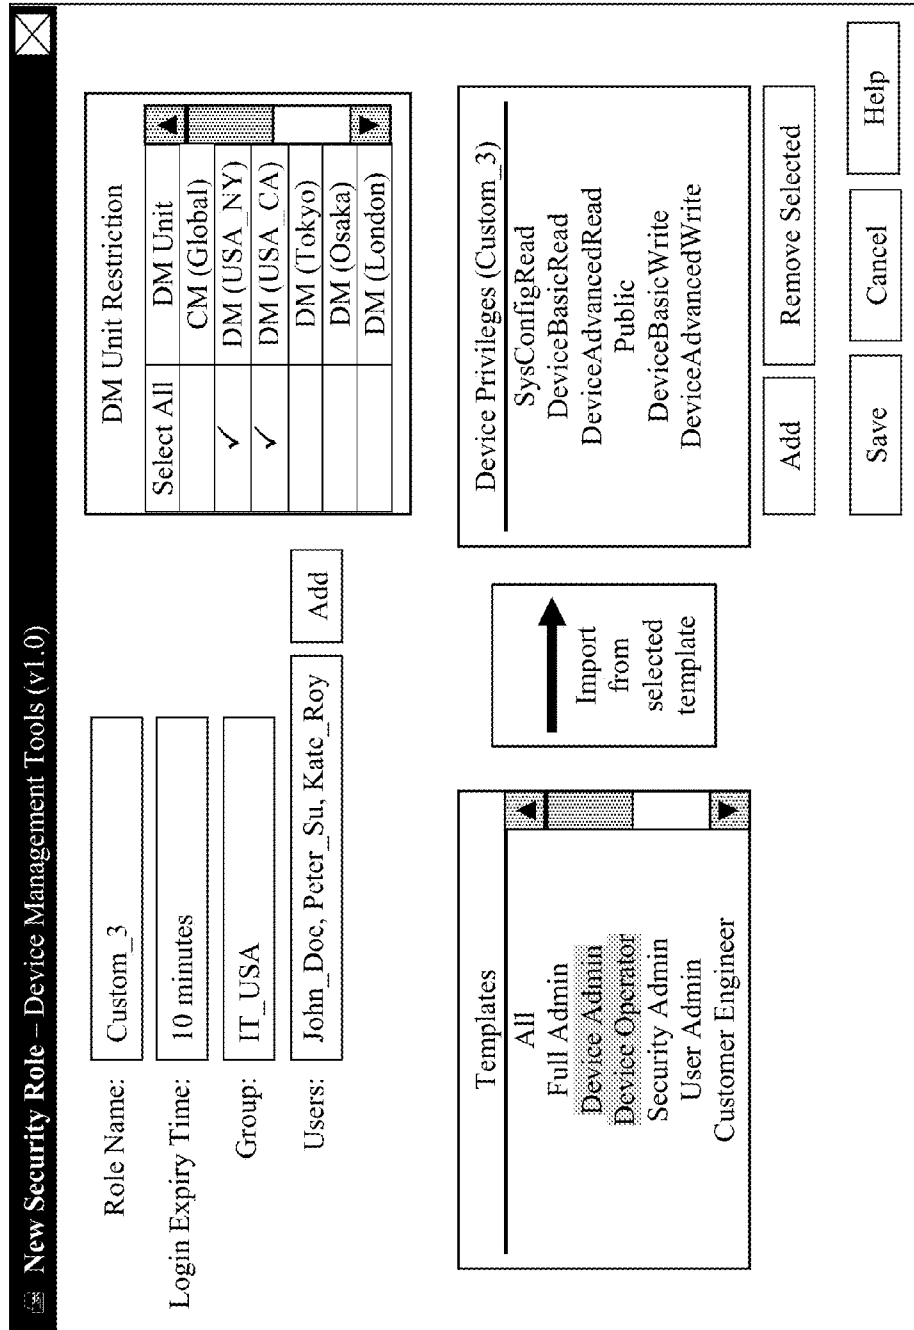 New Security Role – Device Management Tools (v1.0)
Role Name: Custom_3
Login Expiry Time: 10 minutes
Group: IT_USA
Users: John_Doe, Peter_Su, Kate_Roy Add
DM Unit Restriction
Select All DM Unit
CM (Global)
✓ DM (USA_NY)
✓ DM (USA_CA)
DM (Tokyo)
DM (Osaka)
DM (London)
Templates
All
Full Admin
Device Admin
Device Operator
Security Admin
User Admin
Customer Engineer
Import
from
selected
template
Device Privileges (Custom_3)
SysConfigRead
DeviceBasicRead
DeviceAdvancedRead
Public
DeviceBasicWrite
DeviceAdvancedWrite
Add Remove Selected
Save Cancel Help